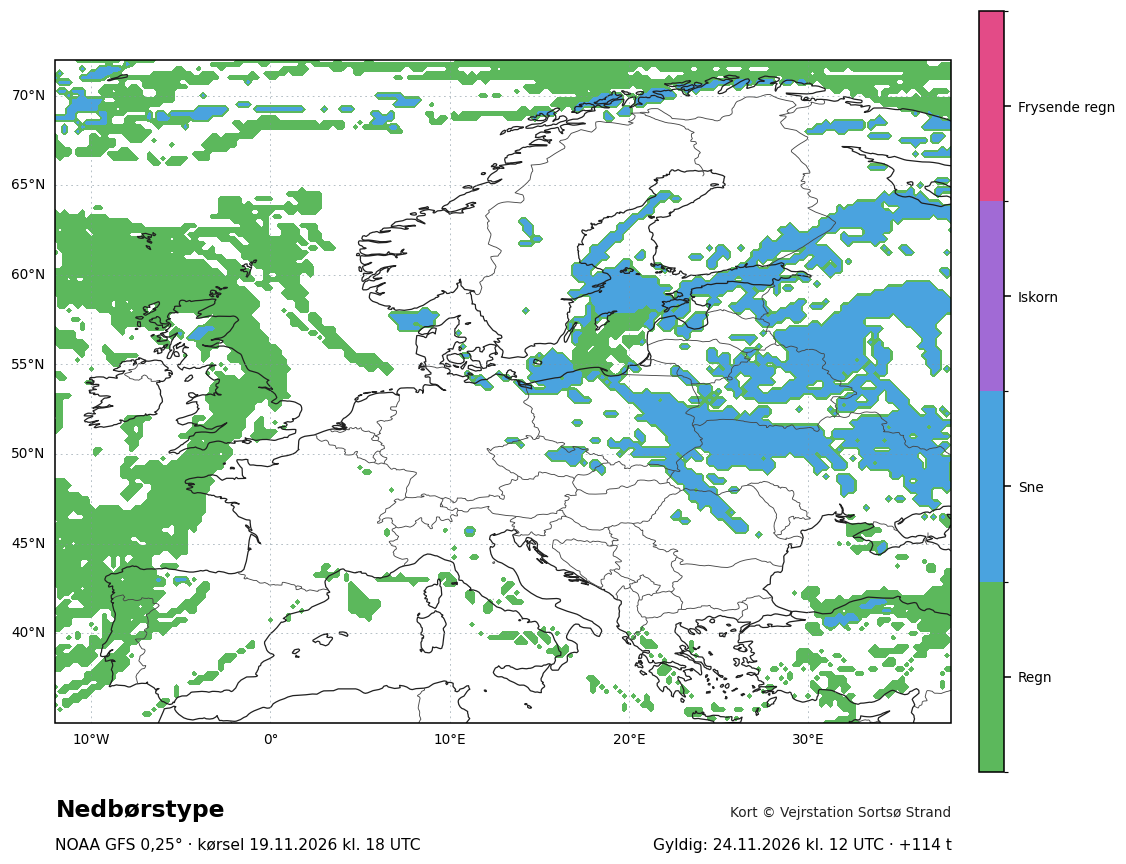 70°N
65°N
60°N
55°N
50°N
45°N
40°N
10°W
0°
10°E
20°E
30°E
Frysende regn
Iskorn
Sne
Regn
Nedbørstype
Kort © Vejrstation Sortsø Strand
NOAA GFS 0,25° · kørsel 19.11.2026 kl. 18 UTC
Gyldig: 24.11.2026 kl. 12 UTC · +114 t